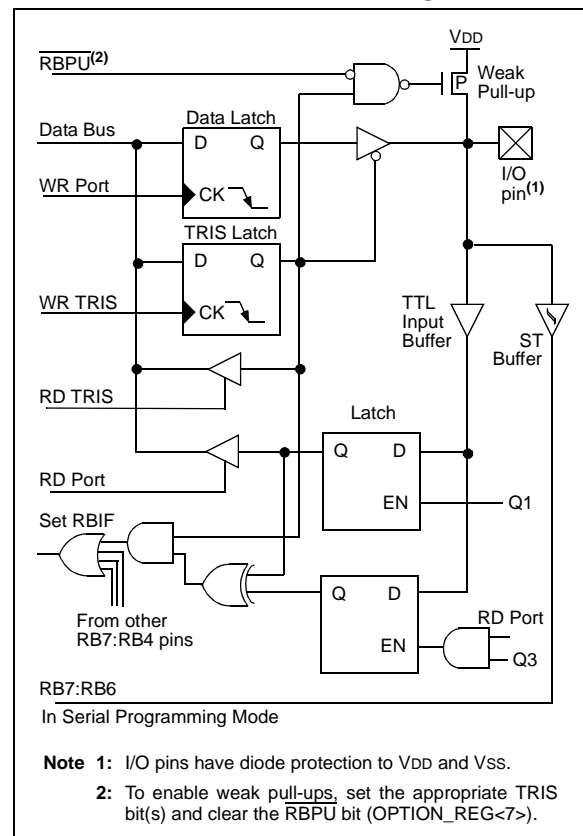 VDD
RBPU(2)
P
Weak
Pull-up
Data Latch
Data Bus
D Q
WR Port
CK
I/O
pin(1)
TRIS Latch
D Q
WR TRIS
CK
TTL
Input
Buffer
ST
Buffer
RD TRIS
Latch
Q D
RD Port
EN
Q1
Set RBIF
Q D
From other
RB7:RB4 pins
RD Port
EN
Q3
RB7:RB6
In Serial Programming Mode
Note 1: I/O pins have diode protection to VDD and VSS.
2: To enable weak pull-ups, set the appropriate TRIS
bit(s) and clear the RBPU bit (OPTION_REG<7>).